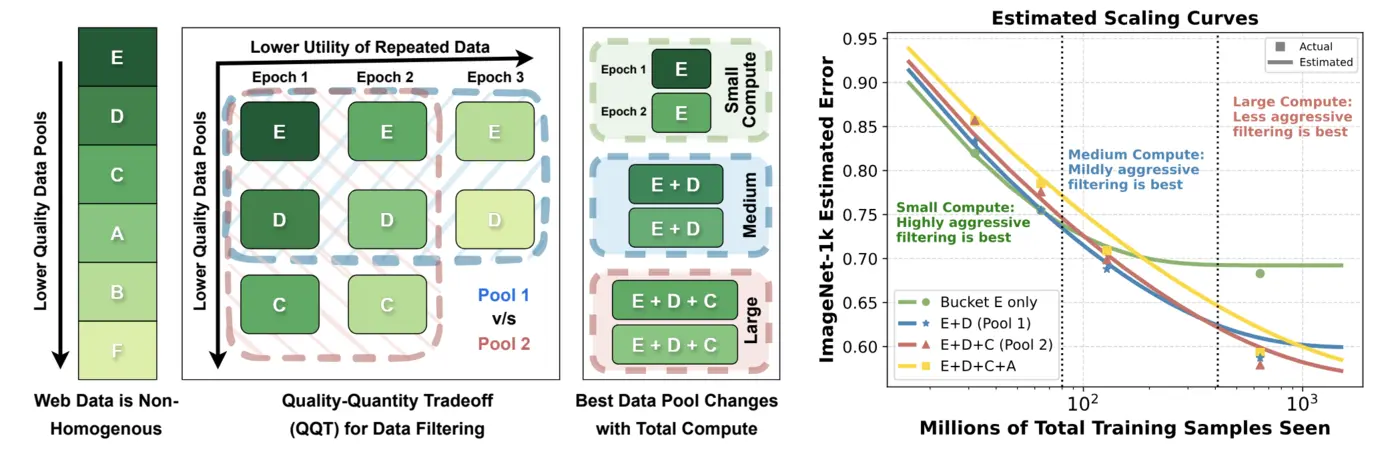 Lower Quality Data Pools
E
D
C
A
B
F
Web Data is Non-
Homogenous
Lower Utility of Repeated Data
Lower Quality Data Pools
Epoch 1
Epoch 2
Epoch 3
E
E
E
D
D
D
C
C
Pool 1
v/s
Pool 2
Quality-Quantity Tradeoff
(QQT) for Data Filtering
Epoch 1
E
Epoch 2
E
Small
Compute
E + D
E + D
Medium
E + D + C
E + D + C
Large
Best Data Pool Changes
with Total Compute
Estimated Scaling Curves
ImageNet-1k Estimated Error
0.95
0.90
0.85
0.80
0.75
0.70
0.65
0.60
Actual
Estimated
Large Compute:
Less aggressive
filtering is best
Medium Compute:
Mildly aggressive
filtering is best
Small Compute:
Highly aggressive
filtering is best
Bucket E only
E+D (Pool 1)
E+D+C (Pool 2)
E+D+C+A
10²
10³
Millions of Total Training Samples Seen